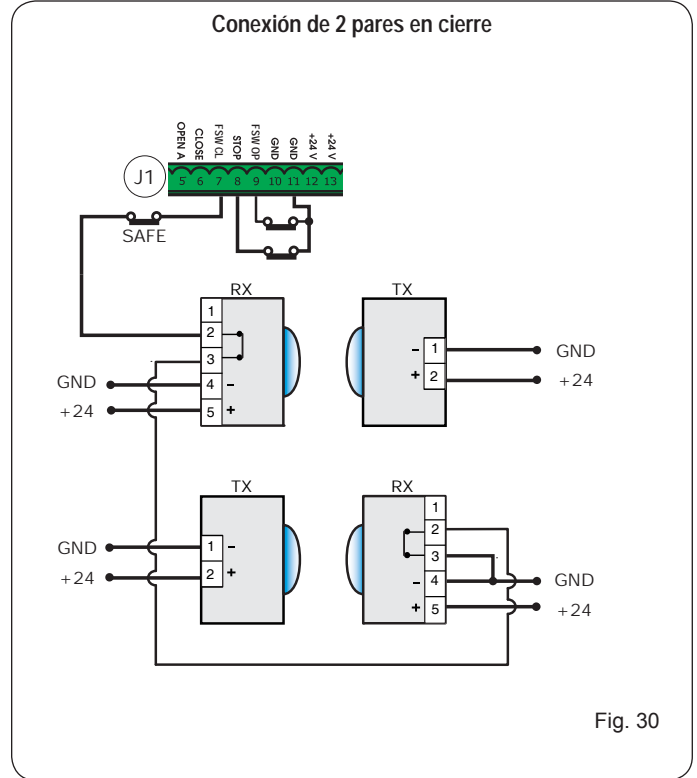 Conexión de 2 pares en cierre
OPEN A
CLOSE
FSW CL
STOP
FSW OP
GND
GND
+24 V
+24 V
J1
5 6 7 8 9 10 11 12 13
SAFE
RX
1
2
3
4 -
5 +
GND
+24
TX
- 1
+ 2
GND
+24
TX
1 -
2 +
GND
+24
RX
1
2
3
- 4
+ 5
GND
+24
Fig. 30